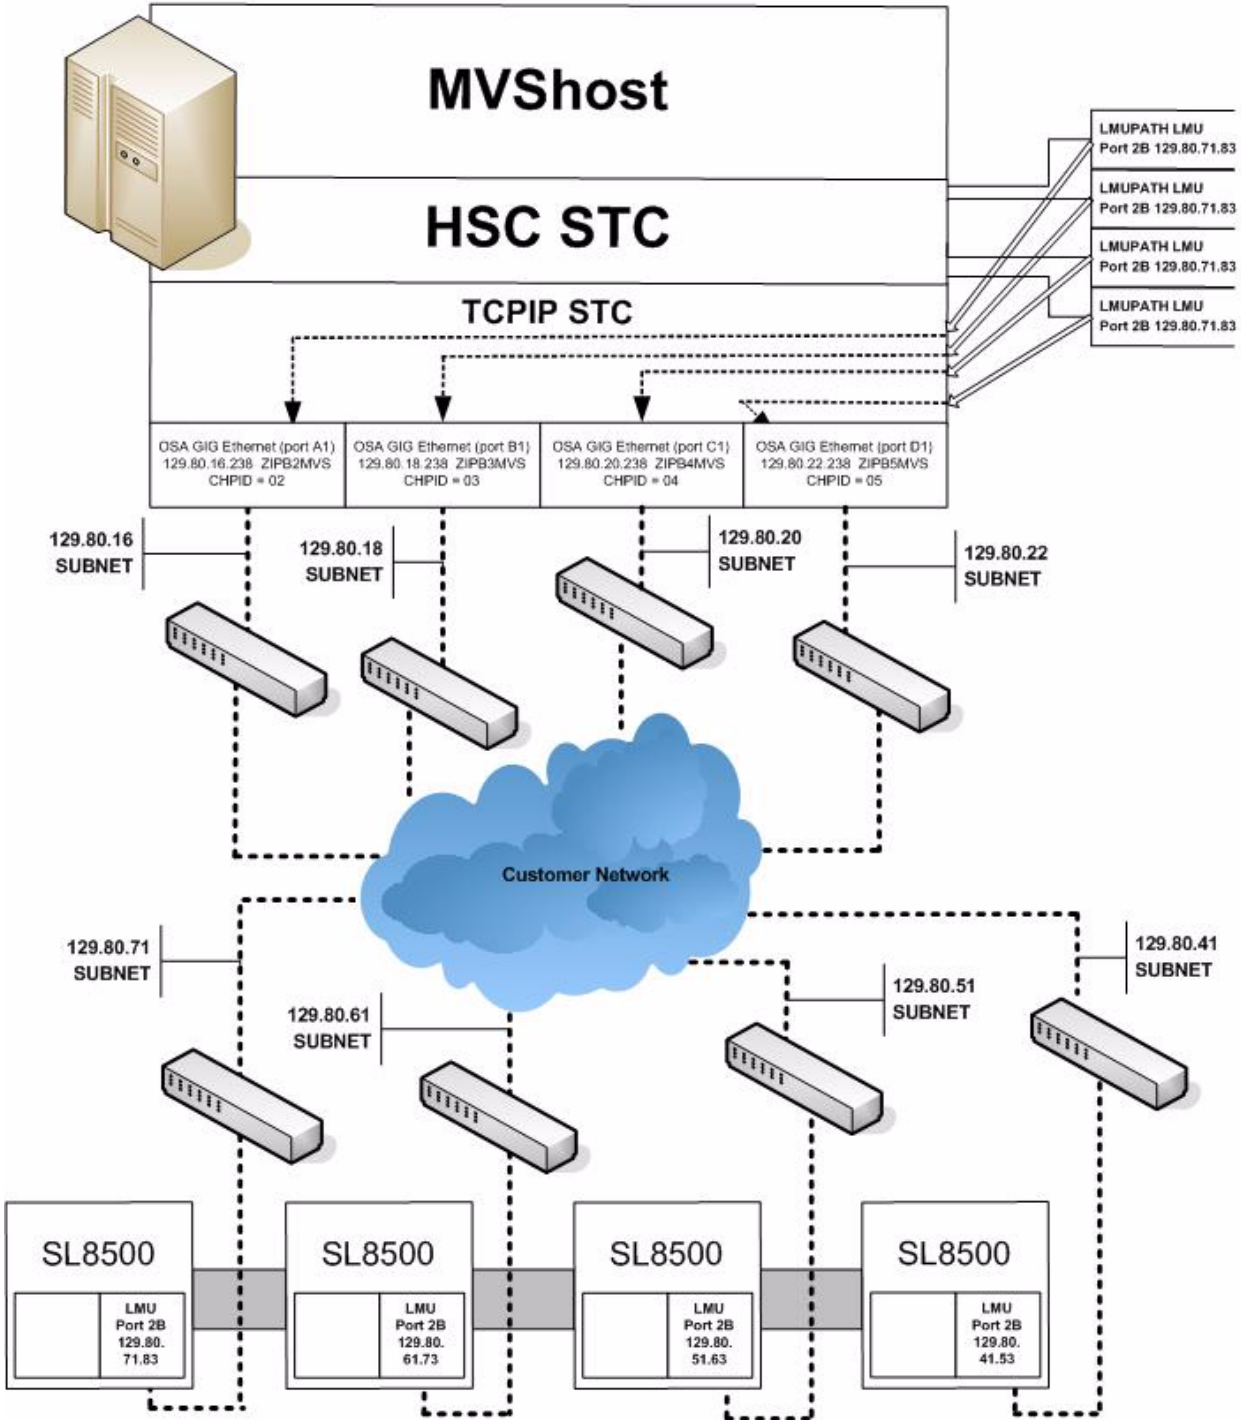 MVShost
HSC STC
TCPIP STC
LMUPATH LMU
Port 2B 129.80.71.83
LMUPATH LMU
Port 2B 129.80.71.83
LMUPATH LMU
Port 2B 129.80.71.83
LMUPATH LMU
Port 2B 129.80.71.83
OSA GIG Ethernet (port A1)
129.80.16.238 ZIPB2MVS
CHPID = 02
OSA GIG Ethernet (port B1)
129.80.18.238 ZIPB3MVS
CHPID = 03
OSA GIG Ethernet (port C1)
129.80.20.238 ZIPB4MVS
CHPID = 04
OSA GIG Ethernet (port D1)
129.80.22.238 ZIPB5MVS
CHPID = 05
129.80.16
SUBNET
129.80.18
SUBNET
129.80.20
SUBNET
129.80.22
SUBNET
Customer Network
129.80.71
SUBNET
129.80.61
SUBNET
129.80.51
SUBNET
129.80.41
SUBNET
SL8500
LMU
Port 2B
129.80.
71.83
SL8500
LMU
Port 2B
129.80.
61.73
SL8500
LMU
Port 2B
129.80.
51.63
SL8500
LMU
Port 2B
129.80.
41.53